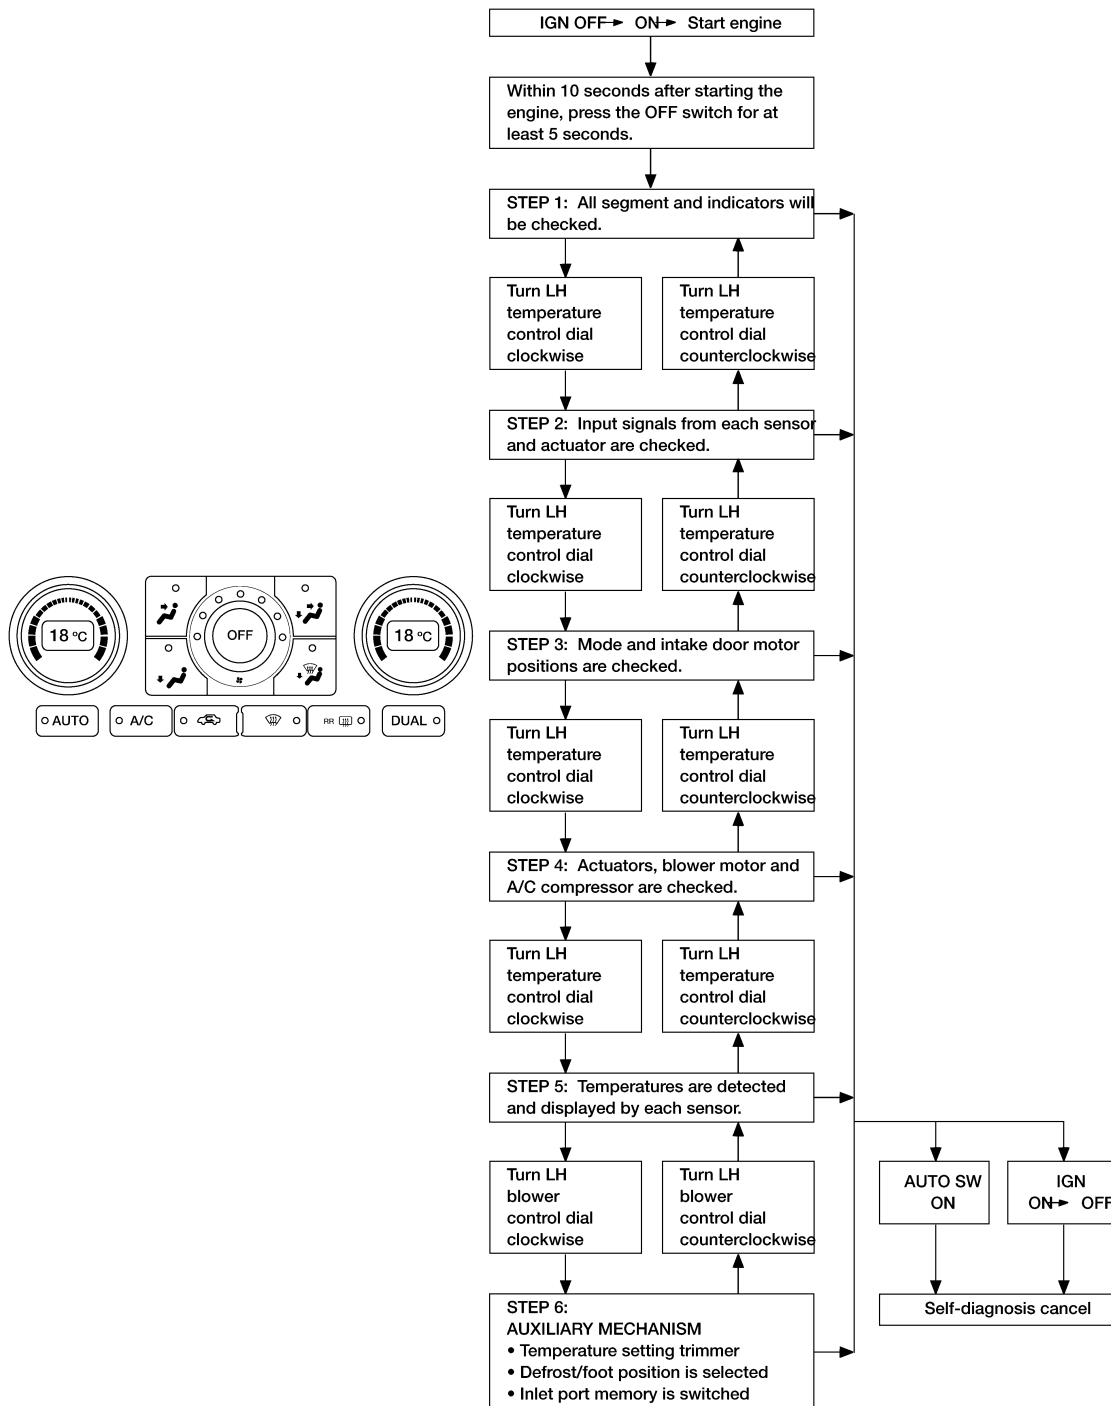 IGN OFF→ ON→ Start engine
Within 10 seconds after starting the
engine, press the OFF switch for at
least 5 seconds.
STEP 1: All segment and indicators will
be checked.
Turn LH
temperature
control dial
clockwise
Turn LH
temperature
control dial
counterclockwise
STEP 2: Input signals from each sensor
and actuator are checked.
Turn LH
temperature
control dial
clockwise
Turn LH
temperature
control dial
counterclockwise
18 °C
OFF
18 °C
AUTO
A/C
RR
DUAL
STEP 3: Mode and intake door motor
positions are checked.
Turn LH
temperature
control dial
clockwise
Turn LH
temperature
control dial
counterclockwise
STEP 4: Actuators, blower motor and
A/C compressor are checked.
Turn LH
temperature
control dial
clockwise
Turn LH
temperature
control dial
counterclockwise
STEP 5: Temperatures are detected
and displayed by each sensor.
Turn LH
blower
control dial
clockwise
Turn LH
blower
control dial
counterclockwise
AUTO SW
ON
IGN
ON→ OFF
Self-diagnosis cancel
STEP 6:
AUXILIARY MECHANISM
• Temperature setting trimmer
• Defrost/foot position is selected
• Inlet port memory is switched